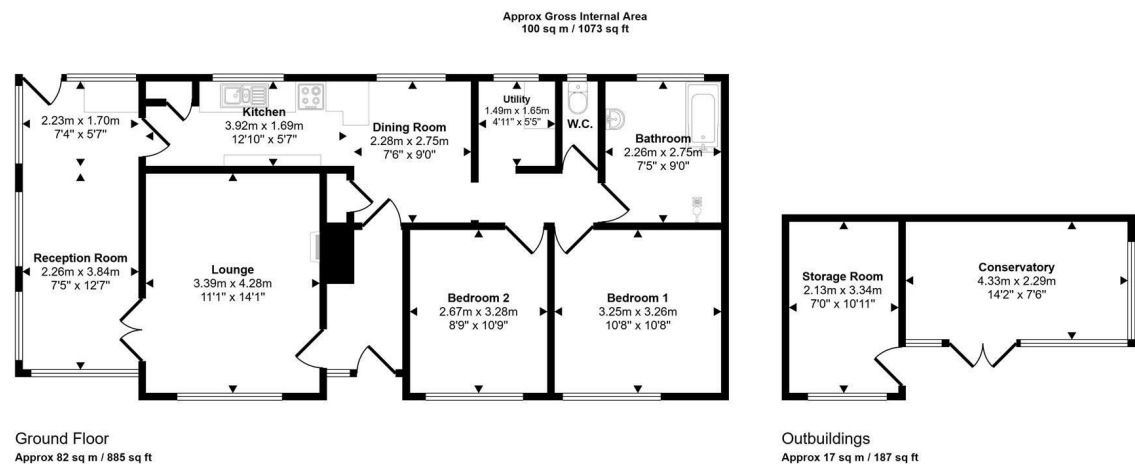 Approx Gross Internal Area
100 sq m / 1073 sq ft
2.23m x 1.70m
7'4" x 5'7"
Kitchen
3.92m x 1.69m
12'10" x 5'7"
Dining Room
2.28m x 2.75m
7'6" x 9'0"
Utility
1.49m x 1.65m
4'11" x 5'5"
W.C.
Bathroom
2.26m x 2.75m
7'5" x 9'0"
Reception Room
2.26m x 3.84m
7'5" x 12'7"
Lounge
3.39m x 4.28m
11'1" x 14'1"
Bedroom 2
2.67m x 3.28m
8'9" x 10'9"
Bedroom 1
3.25m x 3.26m
10'8" x 10'8"
Storage Room
2.13m x 3.34m
7'0" x 10'11"
Conservatory
4.33m x 2.29m
14'2" x 7'6"
Ground Floor
Approx 82 sq m / 885 sq ft
Outbuildings
Approx 17 sq m / 187 sq ft